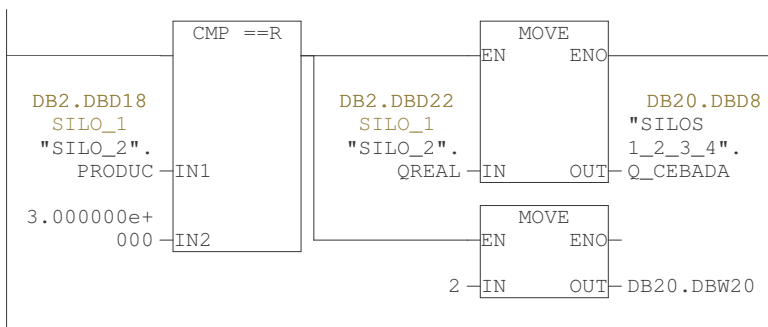 CMP ==R
MOVE
EN ENO
DB2.DBD18 DB2.DBD22 DB20.DBD8
SILO_1 SILO_1 "SILOS
"SILO_2". "SILO_2". 1_2_3_4".
PRODUC IN1 QREAL IN OUT Q_CEBADA
3.000000e+ MOVE
000 IN2 EN ENO
2 IN OUT DB20.DBW20